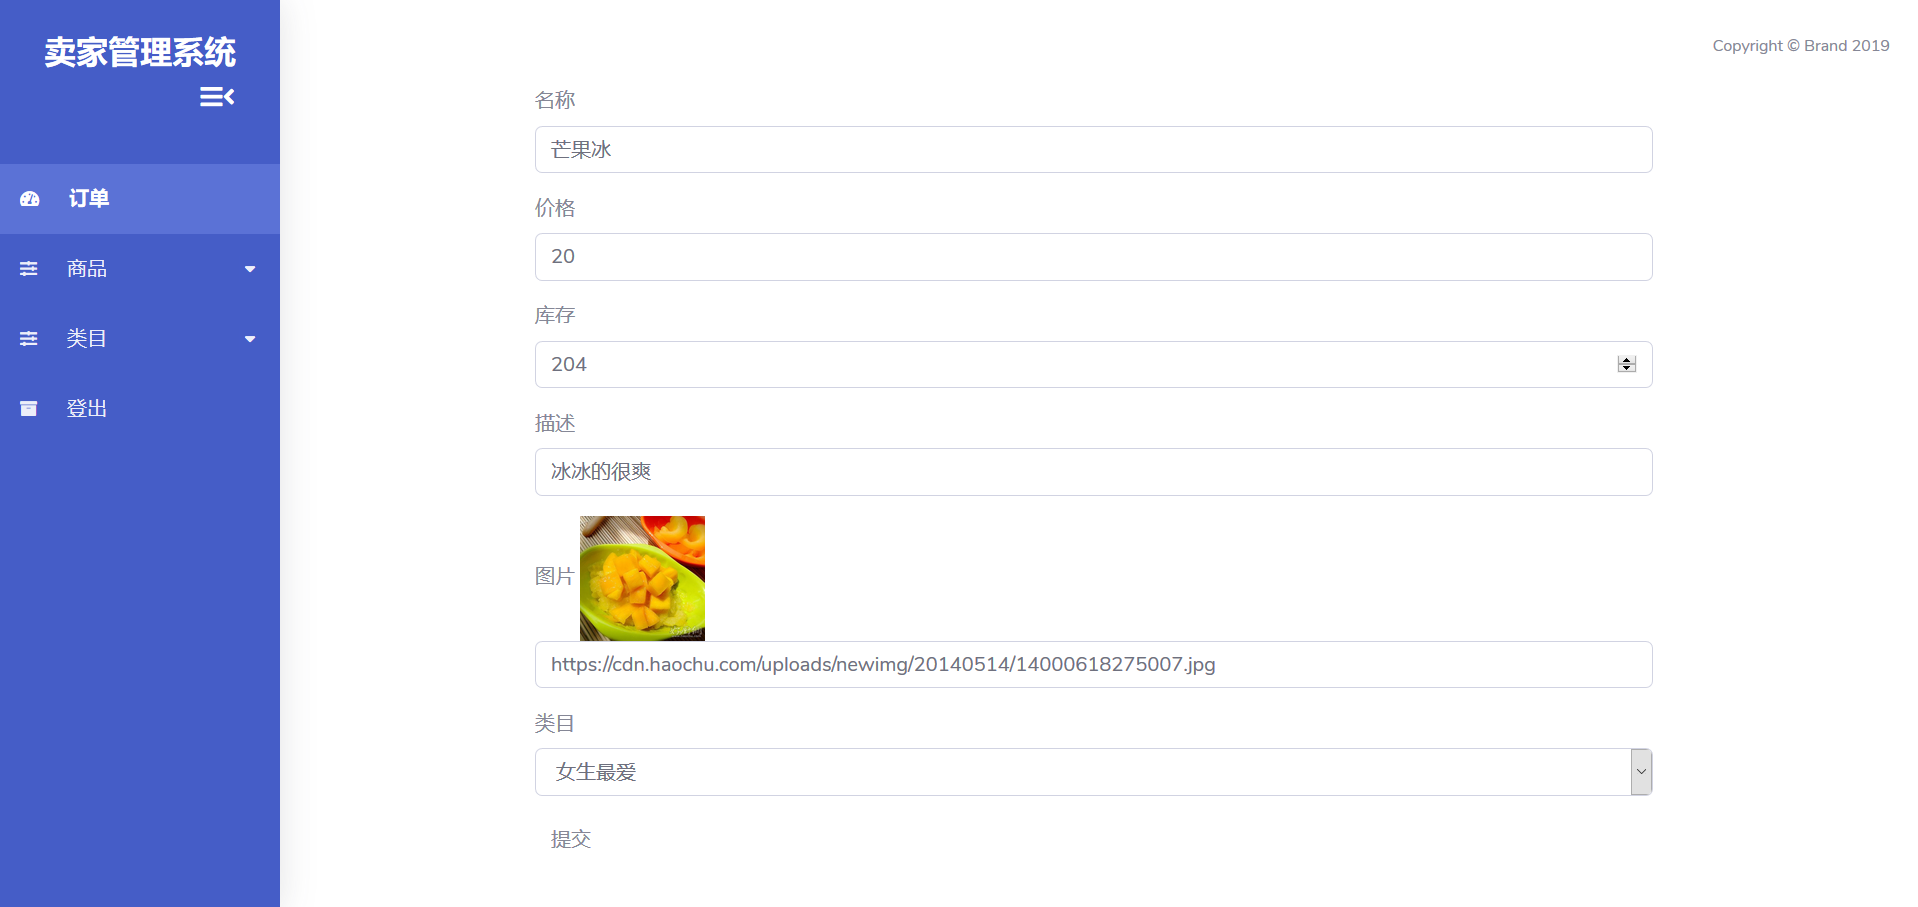 卖家管理系统
Copyright © Brand 2019
订单
商品
类目
登出
名称
芒果冰
价格
20
库存
204
描述
冰冰的很爽
图片
https://cdn.haochu.com/uploads/newimg/20140514/14000618275007.jpg
类目
女生最爱
提交